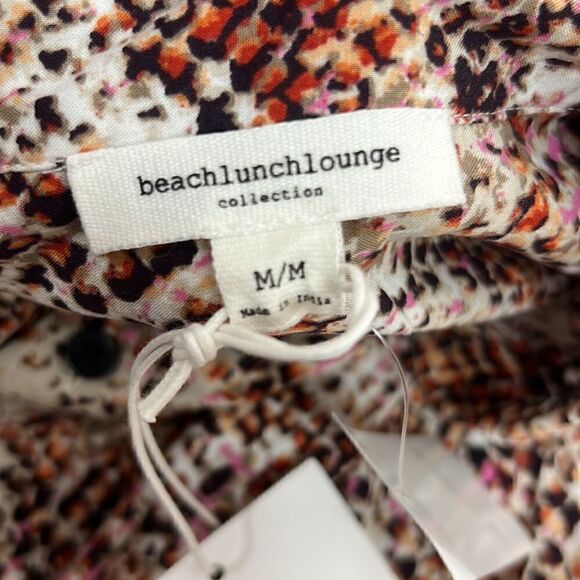 beachlunchlounge
collection
M/M
Made in India